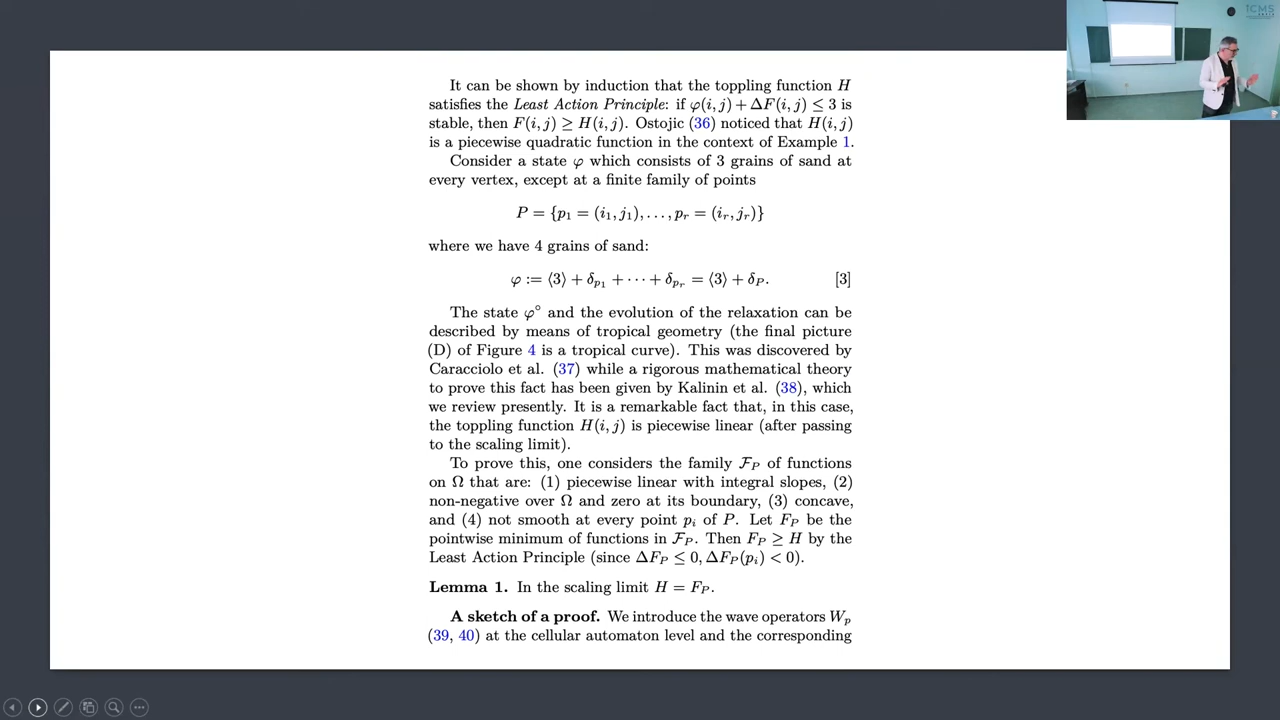 It can be shown by induction that the toppling function H
satisfies the Least Action Principle: if φ(i, j) + ΔF(i, j) ≤ 3 is
stable, then F(i, j) ≥ H(i, j). Ostojic (36) noticed that H(i, j)
is a piecewise quadratic function in the context of Example 1.
Consider a state φ which consists of 3 grains of sand at
every vertex, except at a finite family of points
P = {p₁ = (i₁, j₁), . . . , pᵣ = (iᵣ, jᵣ)}
where we have 4 grains of sand:
φ := ⟨3⟩ + δ_{p₁} + · · · + δ_{pᵣ} = ⟨3⟩ + δ_P. [3]
The state φ° and the evolution of the relaxation can be
described by means of tropical geometry (the final picture
(D) of Figure 4 is a tropical curve). This was discovered by
Caracciolo et al. (37) while a rigorous mathematical theory
to prove this fact has been given by Kalinin et al. (38), which
we review presently. It is a remarkable fact that, in this case,
the toppling function H(i, j) is piecewise linear (after passing
to the scaling limit).
To prove this, one considers the family ℱ_P of functions
on Ω that are: (1) piecewise linear with integral slopes, (2)
non-negative over Ω and zero at its boundary, (3) concave,
and (4) not smooth at every point pᵢ of P. Let F_P be the
pointwise minimum of functions in ℱ_P. Then F_P ≥ H by the
Least Action Principle (since ΔF_P ≤ 0, ΔF_P(pᵢ) < 0).
Lemma 1. In the scaling limit H = F_P.
A sketch of a proof. We introduce the wave operators W_p
(39, 40) at the cellular automaton level and the corresponding
ICMS